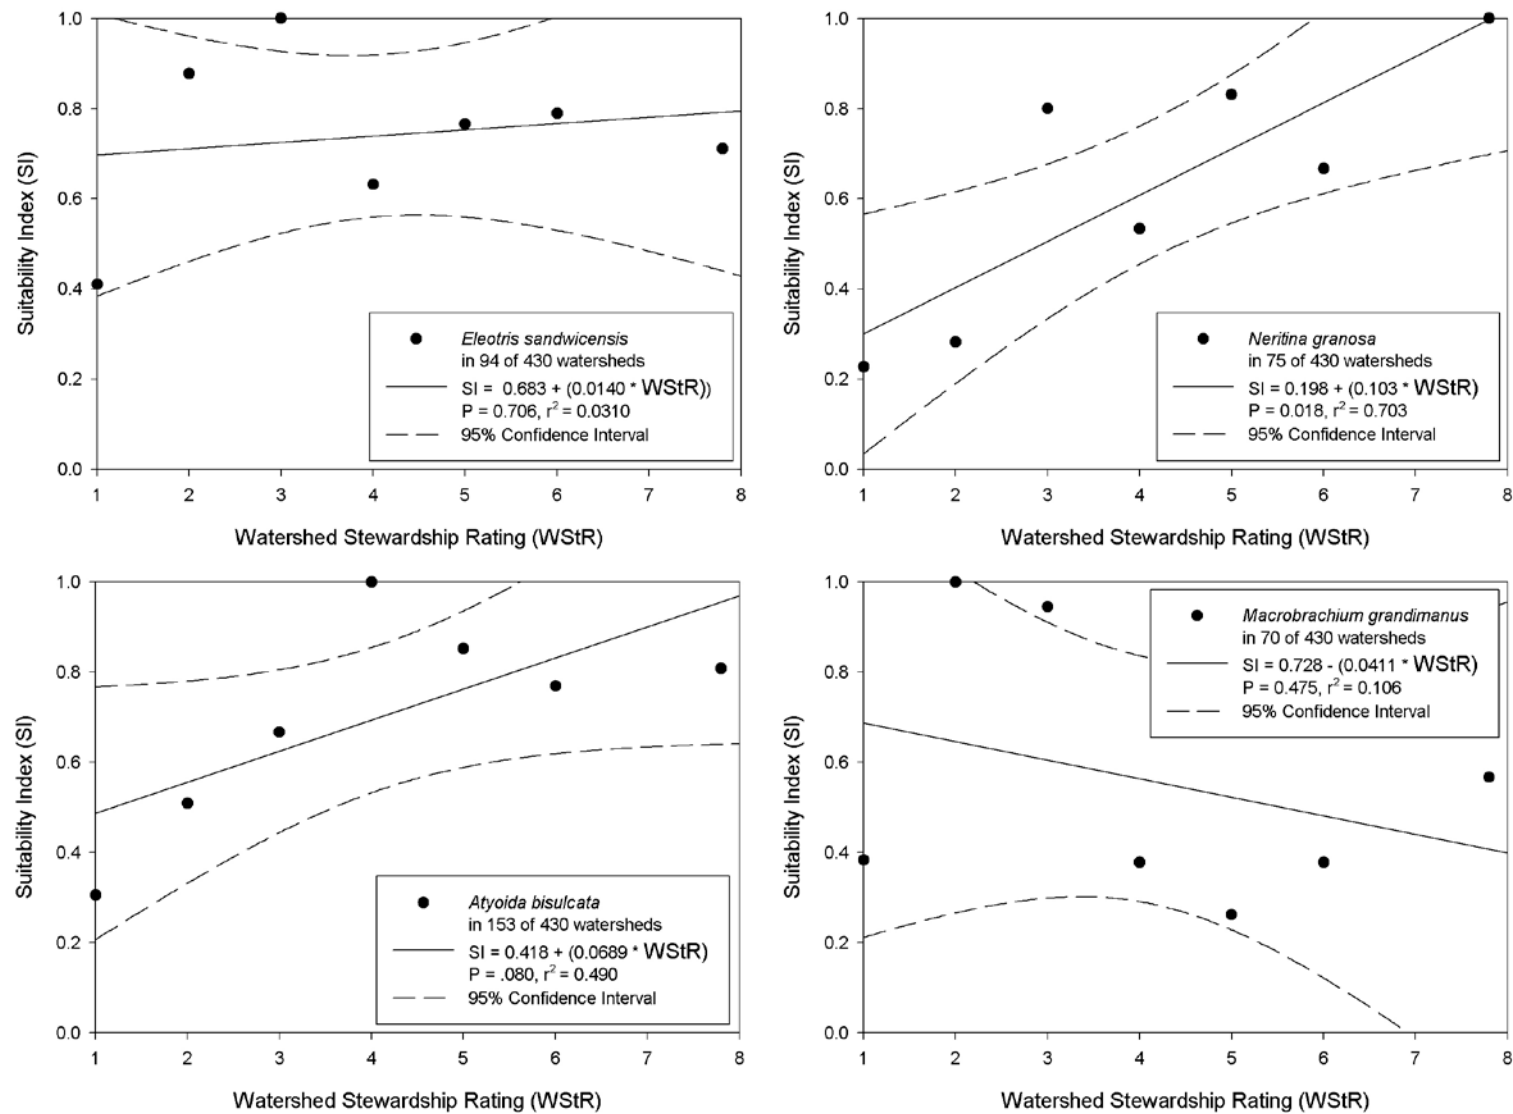 1.0
0.8
0.6
0.4
0.2
0.0
Suitability Index (SI)
Eleotris sandwicensis
in 94 of 430 watersheds
SI = 0.683 + (0.0140 * WStR))
P = 0.706, r² = 0.0310
95% Confidence Interval
1 2 3 4 5 6 7 8
Watershed Stewardship Rating (WStR)
1.0
0.8
0.6
0.4
0.2
0.0
Suitability Index (SI)
Neritina granosa
in 75 of 430 watersheds
SI = 0.198 + (0.103 * WStR)
P = 0.018, r² = 0.703
95% Confidence Interval
1 2 3 4 5 6 7 8
Watershed Stewardship Rating (WStR)
1.0
0.8
0.6
0.4
0.2
0.0
Suitability Index (SI)
Atyoida bisulcata
in 153 of 430 watersheds
SI = 0.418 + (0.0689 * WStR)
P = .080, r² = 0.490
95% Confidence Interval
1 2 3 4 5 6 7 8
Watershed Stewardship Rating (WStR)
1.0
0.8
0.6
0.4
0.2
0.0
Suitability Index (SI)
Macrobrachium grandimanus
in 70 of 430 watersheds
SI = 0.728 - (0.0411 * WStR)
P = 0.475, r² = 0.106
95% Confidence Interval
1 2 3 4 5 6 7 8
Watershed Stewardship Rating (WStR)